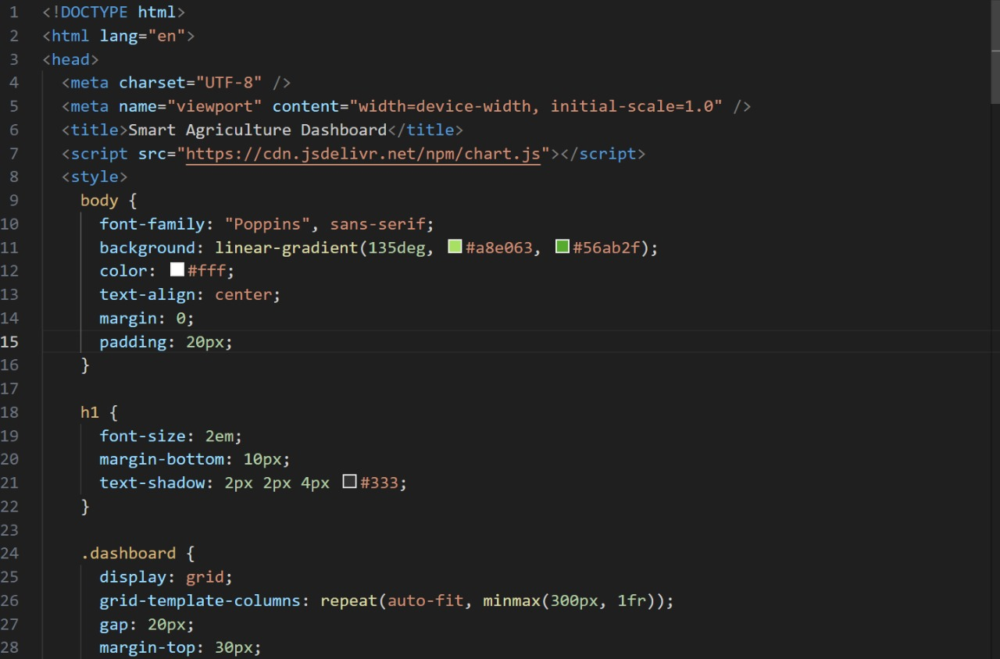 1 <!DOCTYPE html>
2 <html lang="en">
3 <head>
4   <meta charset="UTF-8" />
5   <meta name="viewport" content="width=device-width, initial-scale=1.0" />
6   <title>Smart Agriculture Dashboard</title>
7   <script src="https://cdn.jsdelivr.net/npm/chart.js"></script>
8   <style>
9     body {
10       font-family: "Poppins", sans-serif;
11       background: linear-gradient(135deg, #a8e063, #56ab2f);
12       color: #fff;
13       text-align: center;
14       margin: 0;
15       padding: 20px;
16     }
17
18     h1 {
19       font-size: 2em;
20       margin-bottom: 10px;
21       text-shadow: 2px 2px 4px #333;
22     }
23
24     .dashboard {
25       display: grid;
26       grid-template-columns: repeat(auto-fit, minmax(300px, 1fr));
27       gap: 20px;
28       margin-top: 30px;